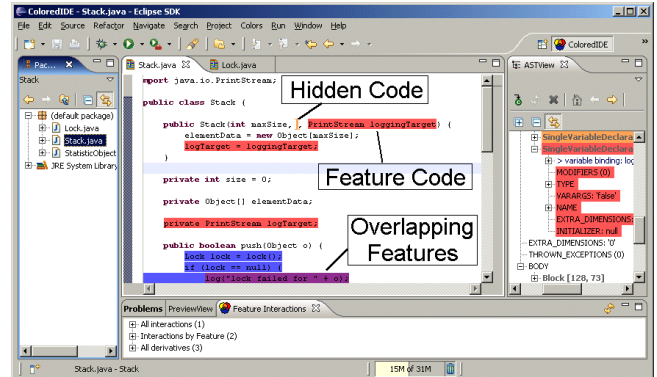 ColoredIDE - Stack.java - Eclipse SDK
File Edit Source Refactor Navigate Search Project Colors Run Window Help
ColoredIDE
Pac...
Stack
(default package)
Lock.java
Stack.java
StatisticObject
JRE System Library
Stack.java Lock.java
mport java.io.PrintStream;
public class Stack {
Hidden Code
public Stack(int maxSize, , PrintStream loggingTarget) {
elementData = new Object[maxSize];
logTarget = loggingTarget;
}
Feature Code
private int size = 0;
private Object[] elementData;
private PrintStream logTarget;
Overlapping
Features
public boolean push(Object o) {
Lock lock = lock();
if (lock == null) {
log("lock failed for " + o);
ASTView
SingleVariableDeclara
SingleVariableDeclara
> variable binding: log
MODIFIERS (0)
TYPE
VARARGS: 'false'
NAME
EXTRA_DIMENSIONS:
INITIALIZER: null
EXTRA_DIMENSIONS: '0'
THROWN_EXCEPTIONS (0)
BODY
Block [128, 73]
Problems PreviewView Feature Interactions
All interactions (1)
Interactions by Feature (2)
All derivatives (3)
Stack.java - Stack
15M of 31M